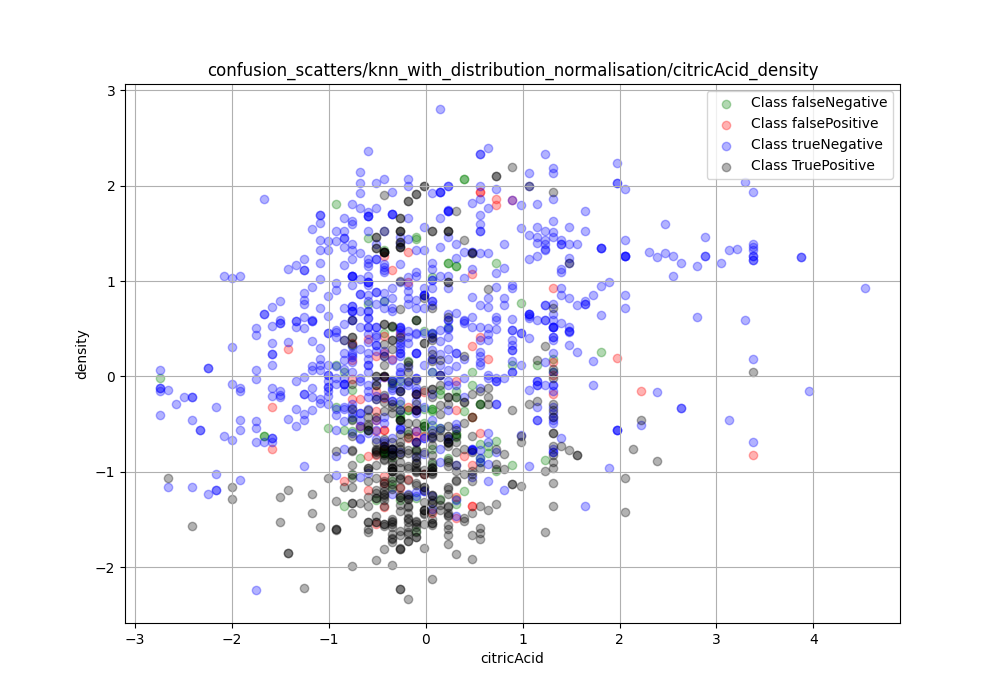 confusion_scatters/knn_with_distribution_normalisation/citricAcid_density
Class falseNegative
Class falsePositive
Class trueNegative
Class TruePositive
3
2
1
0
−1
−2
density
−3
−2
−1
0
1
2
3
4
citricAcid